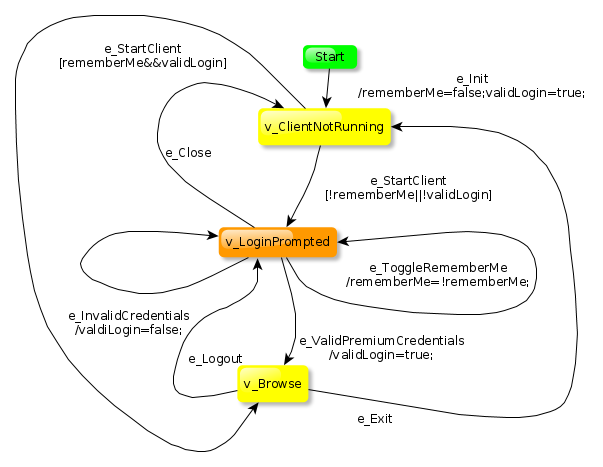 e_StartClient
[rememberMe&&validLogin]
Start
e_Init
/rememberMe=false;validLogin=true;
v_ClientNotRunning
e_Close
e_StartClient
[!rememberMe||!validLogin]
v_LoginPrompted
e_ToggleRememberMe
/rememberMe=!rememberMe;
e_InvalidCredentials
/valdiLogin=false;
e_ValidPremiumCredentials
/validLogin=true;
e_Logout
v_Browse
e_Exit